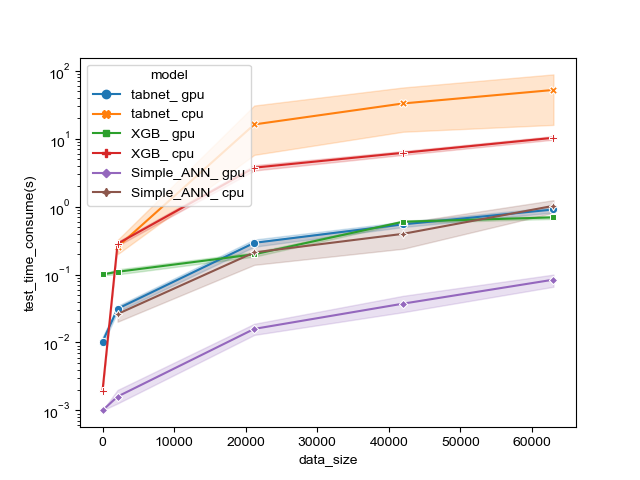 model
tabnet_ gpu
tabnet_ cpu
XGB_ gpu
XGB_ cpu
Simple_ANN_ gpu
Simple_ANN_ cpu
test_time_consume(s)
10²
10¹
10⁰
10⁻¹
10⁻²
10⁻³
0 10000 20000 30000 40000 50000 60000
data_size